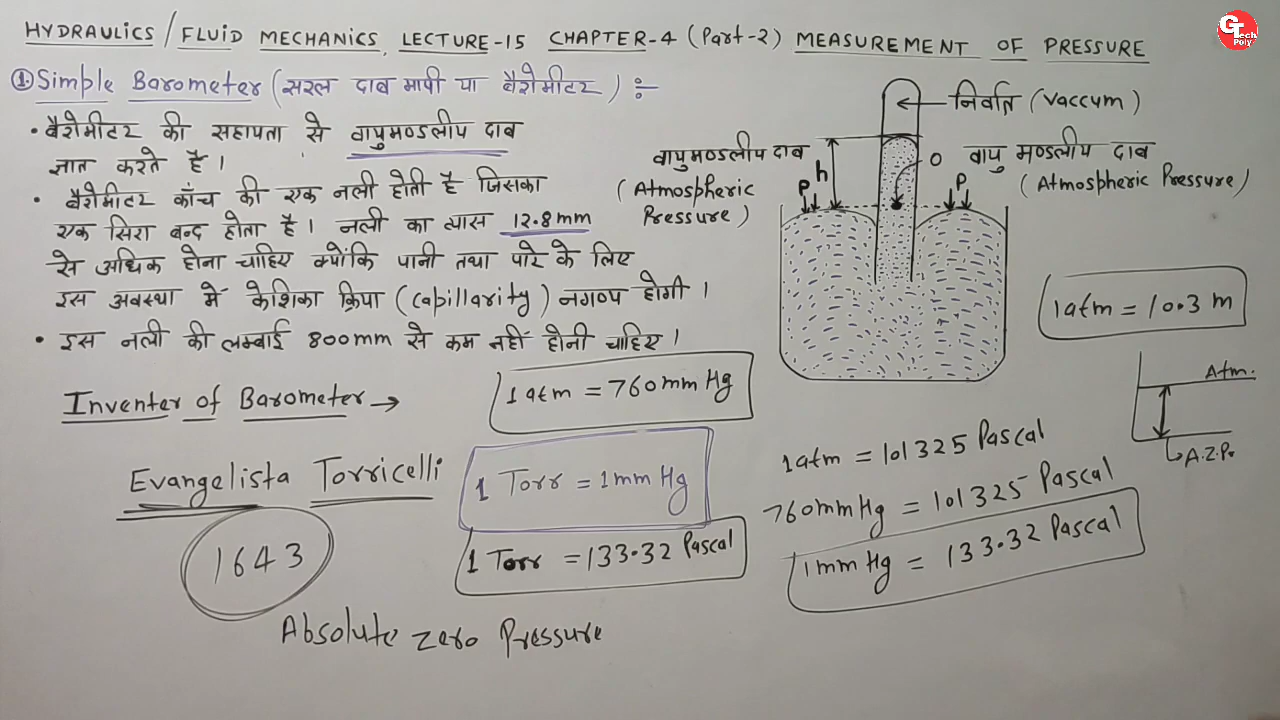 HYDRAULICS/FLUID MECHANICS, LECTURE-15 CHAPTER-4 (Part-2) MEASUREMENT OF PRESSURE
GTech Poly
① Simple Barometer (सरल दाब मापी या बैरोमीटर) :-
• बैरोमीटर की सहायता से वायुमण्डलीय दाब
ज्ञात करते है।
• बैरोमीटर काँच की एक नली होती है जिसका
एक सिरा बन्द होता है। नली का व्यास 12.8mm
से अधिक होना चाहिए क्योंकि पानी तथा पारे के लिए
इस अवस्था में केशिका क्रिया (Capillarity) नगण्य होगी।
• इस नली की लम्बाई 800mm से कम नहीं होनी चाहिए।
निर्वात (Vaccum)
वायुमण्डलीय दाब
(Atmospheric
Pressure)
h
P
O
P
वायु मण्डलीय दाब
(Atmospheric Pressure)
1atm = 10.3 m
Atm.
A.Z.P.
Inventer of Barometer →
1atm = 760mm Hg
Evangelista Torricelli
1643
1 Torr = 1mm Hg
1 Torr = 133.32 Pascal
1atm = 101325 Pascal
760mmHg = 101325 Pascal
1mm Hg = 133.32 Pascal
Absolute zero Pressure